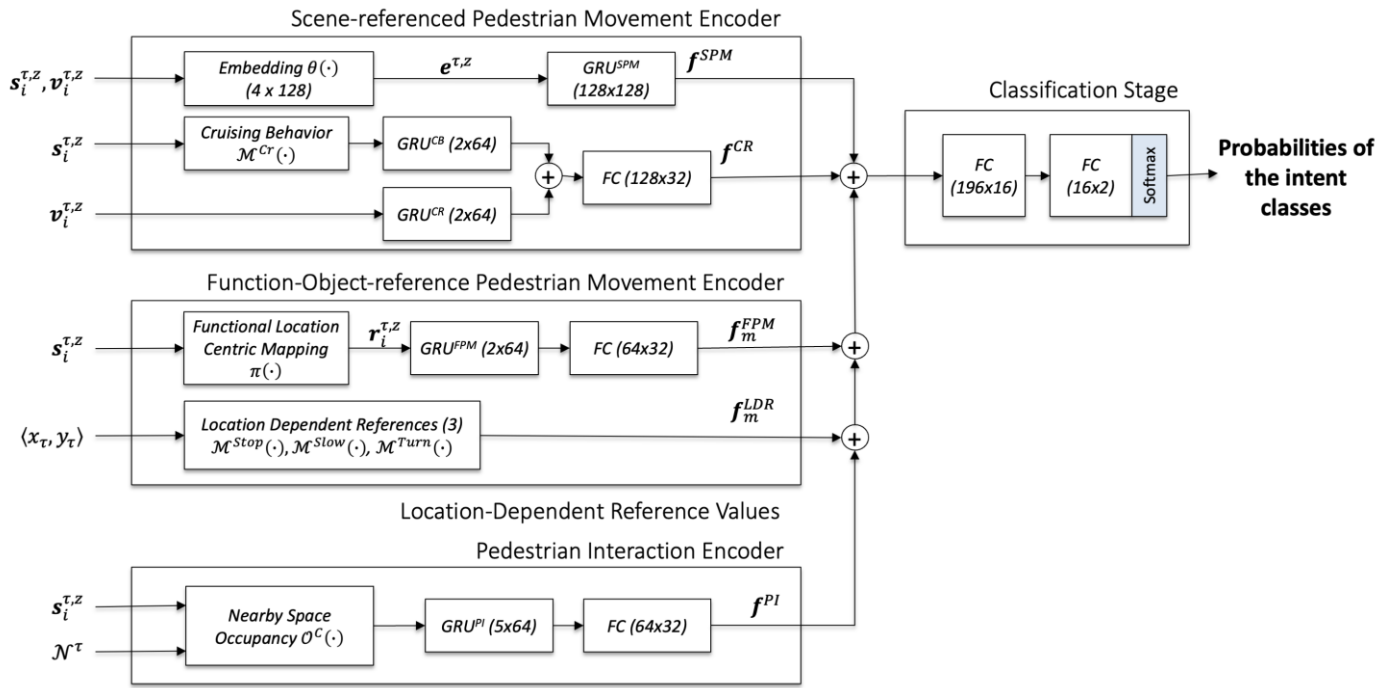 Scene-referenced Pedestrian Movement Encoder
s_i^{τ,z}, v_i^{τ,z}
Embedding θ(·)
(4 x 128)
e^{τ,z}
GRU^{SPM}
(128x128)
f^{SPM}
s_i^{τ,z}
Cruising Behavior
ℳ^{Cr}(·)
GRU^{CB} (2x64)
+
FC (128x32)
f^{CR}
v_i^{τ,z}
GRU^{CR} (2x64)
+
Classification Stage
FC
(196x16)
FC
(16x2)
Softmax
Probabilities of
the intent
classes
Function-Object-reference Pedestrian Movement Encoder
s_i^{τ,z}
Functional Location
Centric Mapping
π(·)
r_i^{τ,z}
GRU^{FPM} (2x64)
FC (64x32)
f_m^{FPM}
+
⟨x_τ, y_τ⟩
Location Dependent References (3)
ℳ^{Stop}(·), ℳ^{Slow}(·), ℳ^{Turn}(·)
f_m^{LDR}
+
Location-Dependent Reference Values
Pedestrian Interaction Encoder
s_i^{τ,z}
𝒩^τ
Nearby Space
Occupancy 𝒪^C(·)
GRU^{PI} (5x64)
FC (64x32)
f^{PI}